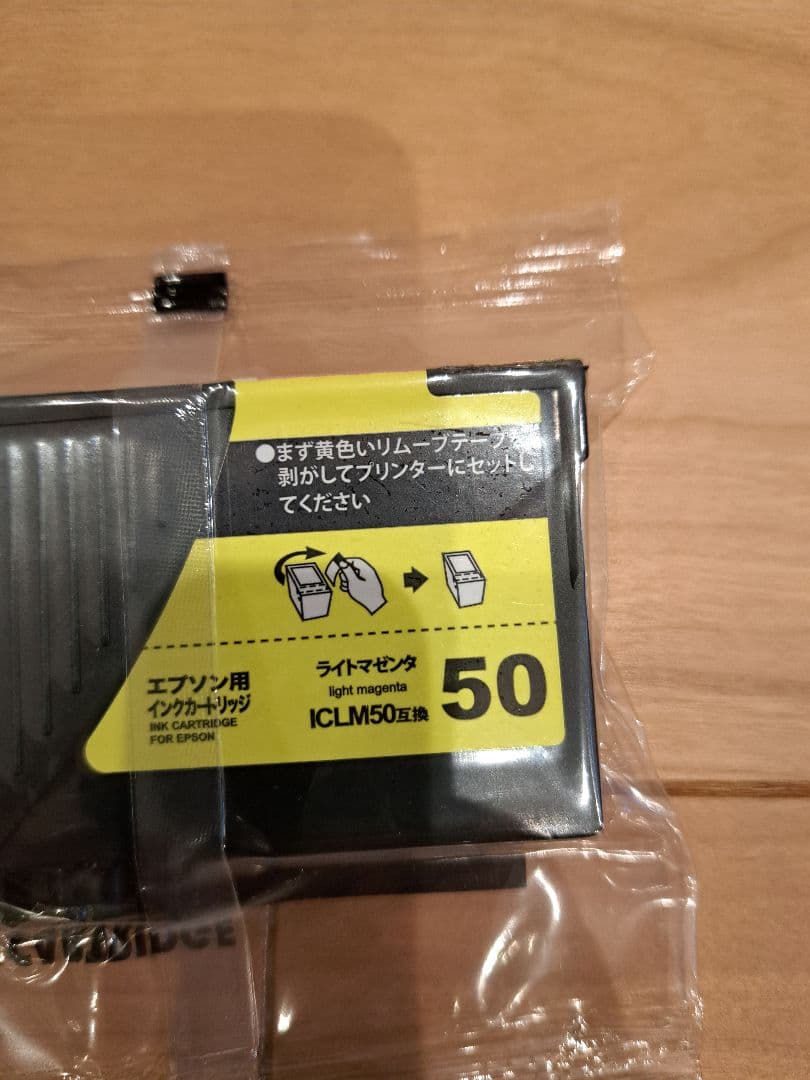 ●まず黄色いリムーブテープ
剥がしてプリンターにセットし
てください
エプソン用
インクカートリッジ
INK CARTRIDGE
FOR EPSON
ライトマゼンタ
light magenta
ICLM50互換
50